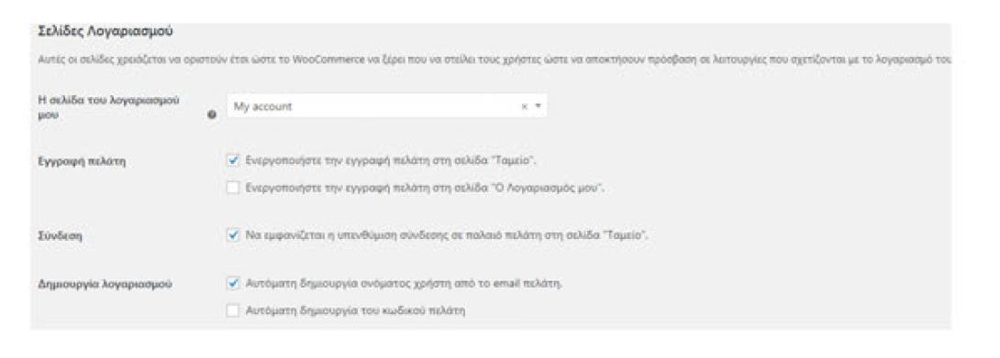 Σελίδες Λογαριασμού
Αυτές οι σελίδες χρειάζεται να οριστούν έτσι ώστε το WooCommerce να ξέρει που να στείλει τους χρήστες ώστε να αποκτήσουν πρόσβαση σε λειτουργίες που σχετίζονται με το λογαριασμό του
Η σελίδα του λογαριασμού
μου
My account
Εγγραφή πελάτη
Ενεργοποιήστε την εγγραφή πελάτη στη σελίδα "Ταμείο".
Ενεργοποιήστε την εγγραφή πελάτη στη σελίδα "Ο Λογαριασμός μου".
Σύνδεση
Να εμφανίζεται η υπενθύμιση σύνδεσης σε παλαιό πελάτη στη σελίδα "Ταμείο".
Δημιουργία λογαριασμού
Αυτόματη δημιουργία ονόματος χρήστη από το email πελάτη.
Αυτόματη δημιουργία του κωδικού πελάτη